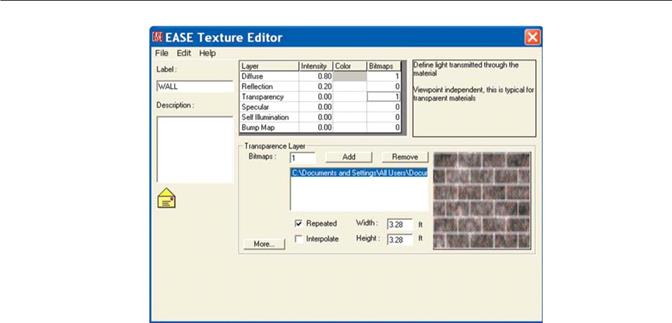 EASE Texture Editor
File Edit Help
Label :
WALL
Description :
Layer Intensity Color Bitmaps
Diffuse 0.80 1
Reflection 0.20 0
Transparency 0.00 1
Specular 0.00 0
Self Illumination 0.00 0
Bump Map 0.00 0
Define light transmitted through the
material
Viewpoint independent, this is typical for
transparent materials
Transparence Layer
Bitmaps : 1 Add Remove
C:\Documents and Settings\All Users\Docur
Repeated Width : 3.28 ft
Interpolate Height : 3.28 ft
More...